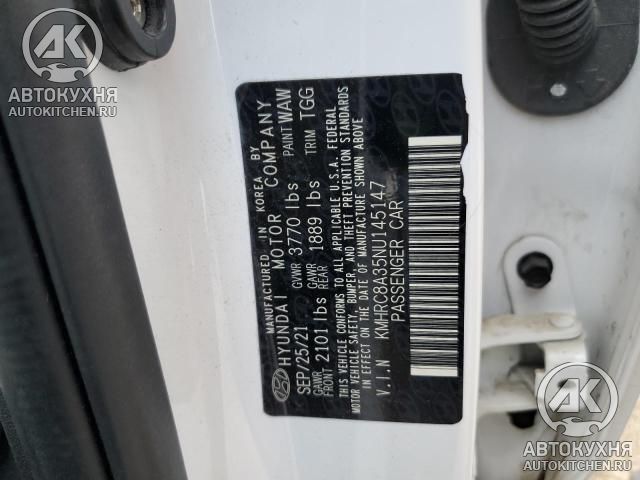 AK
АВТОКУХНЯ
AUTOKITCHEN.RU
MANUFACTURED IN KOREA BY
HYUNDAI MOTOR COMPANY
SEP/25/21 GVWR 3770 lbs PAINT WAW
GAWR FRONT 2101 lbs GAWR REAR 1889 lbs TRIM TGG
THIS VEHICLE CONFORMS TO ALL APPLICABLE U.S.A. FEDERAL
MOTOR VEHICLE SAFETY, BUMPER, AND THEFT PREVENTION STANDARDS
IN EFFECT ON THE DATE OF MANUFACTURE SHOWN ABOVE
V.I.N KMHRC8A35NU145147
PASSENGER CAR
AK
АВТОКУХНЯ
AUTOKITCHEN.RU